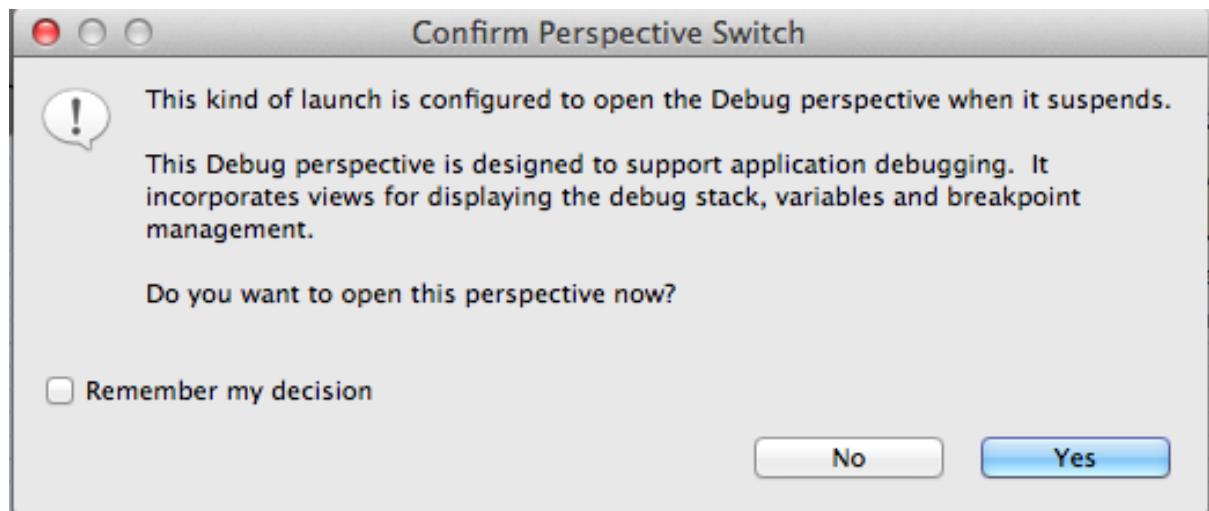 Confirm Perspective Switch
This kind of launch is configured to open the Debug perspective when it suspends.
This Debug perspective is designed to support application debugging.  It
incorporates views for displaying the debug stack, variables and breakpoint
management.
Do you want to open this perspective now?
Remember my decision
No Yes